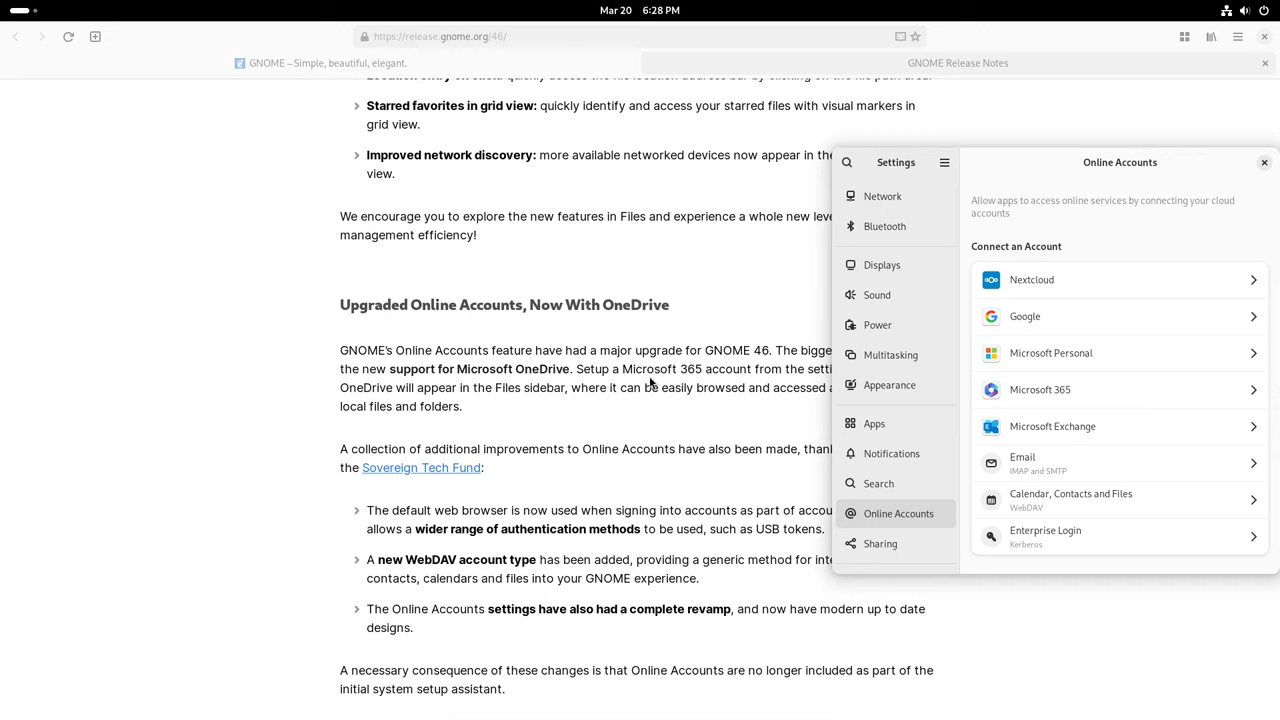 Mar 20 6:28 PM
https://release.gnome.org/46/
GNOME – Simple, beautiful, elegant.
GNOME Release Notes
Starred favorites in grid view: quickly identify and access your starred files with visual markers in
grid view.
Improved network discovery: more available networked devices now appear in the
view.
We encourage you to explore the new features in Files and experience a whole new
management efficiency!
Upgraded Online Accounts, Now With OneDrive
GNOME's Online Accounts feature have had a major upgrade for GNOME 46. The
the new support for Microsoft OneDrive. Setup a Microsoft 365 account from the
OneDrive will appear in the Files sidebar, where it can be easily browsed and accessed
local files and folders.
A collection of additional improvements to Online Accounts have also been made,
the Sovereign Tech Fund:
The default web browser is now used when signing into accounts as part of
allows a wider range of authentication methods to be used, such as USB tokens.
A new WebDAV account type has been added, providing a generic method for
contacts, calendars and files into your GNOME experience.
The Online Accounts settings have also had a complete revamp, and now have modern up to date
designs.
A necessary consequence of these changes is that Online Accounts are no longer included as part of the
initial system setup assistant.
Settings
Network
Bluetooth
Displays
Sound
Power
Multitasking
Appearance
Apps
Notifications
Search
Online Accounts
Sharing
Online Accounts
Allow apps to access online services by connecting your cloud
accounts
Connect an Account
Nextcloud
Google
Microsoft Personal
Microsoft 365
Microsoft Exchange
Email
IMAP and SMTP
Calendar, Contacts and Files
WebDAV
Enterprise Login
Kerberos